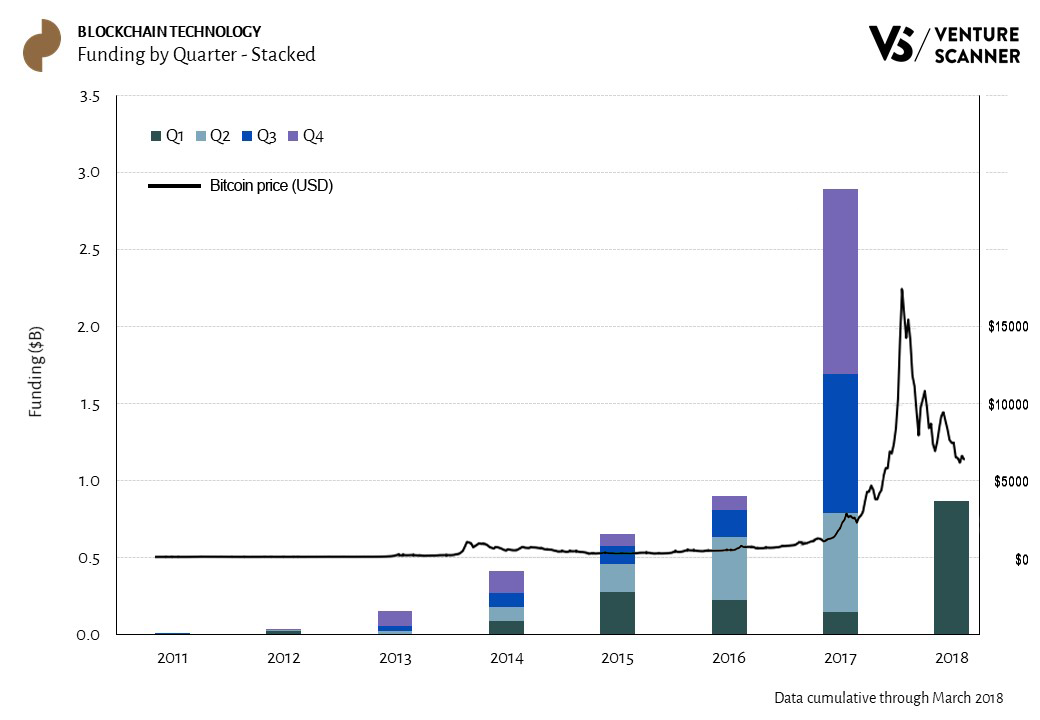 BLOCKCHAIN TECHNOLOGY
Funding by Quarter - Stacked
VS/ VENTURE
SCANNER
3.5
Q1 Q2 Q3 Q4
3.0
Bitcoin price (USD)
2.5
2.0 $15000
1.5 $10000
1.0 $5000
0.5 $0
0.0
Funding ($B)
2011 2012 2013 2014 2015 2016 2017 2018
Data cumulative through March 2018